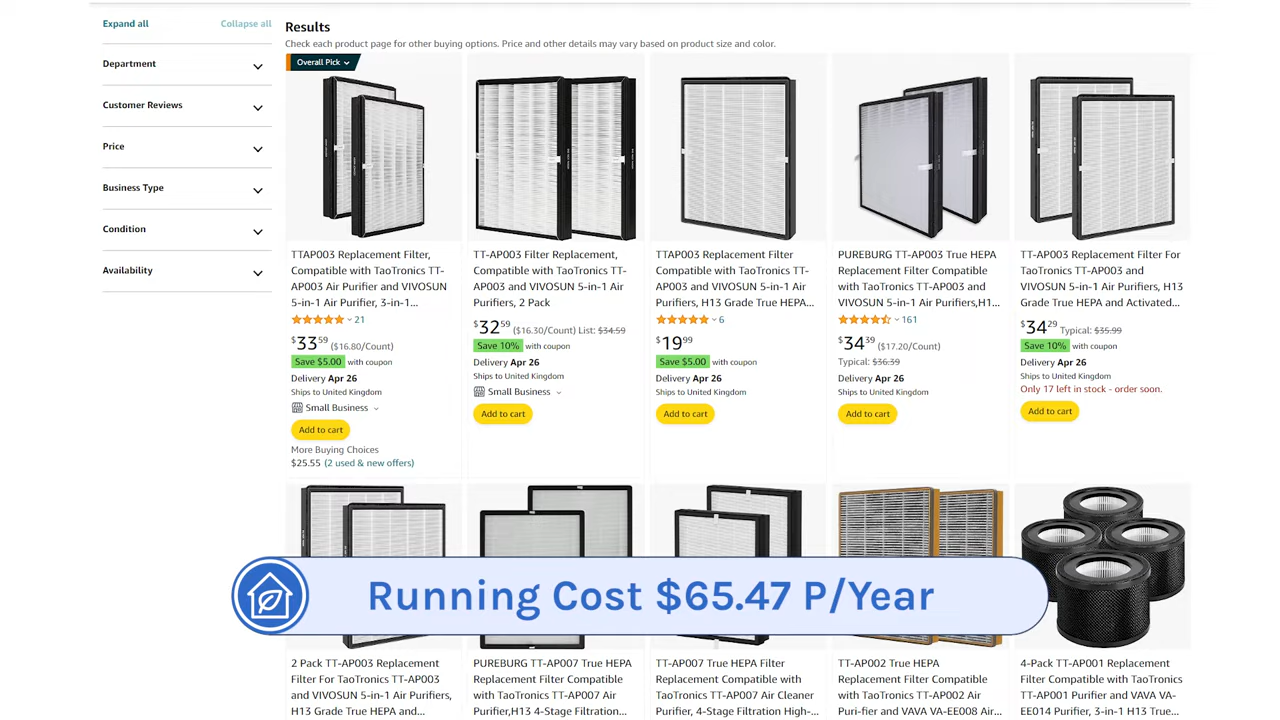 Expand all
Collapse all
Department
Customer Reviews
Price
Business Type
Condition
Availability
Results
Check each product page for other buying options. Price and other details may vary based on product size and color.
Overall Pick
TTAP003 Replacement Filter,
Compatible with TaoTronics TT-
AP003 Air Purifier and VIVOSUN
5-in-1 Air Purifier, 3-in-1...
21
$33.59 ($16.80/Count)
Save $5.00 with coupon
Delivery Apr 26
Ships to United Kingdom
Small Business
Add to cart
More Buying Choices
$25.55 (2 used & new offers)
TT-AP003 Filter Replacement,
Compatible with TaoTronics TT-
AP003 and VIVOSUN 5-in-1 Air
Purifiers, 2 Pack
$32.59 ($16.30/Count) List: $34.59
Save 10% with coupon
Delivery Apr 26
Ships to United Kingdom
Small Business
Add to cart
TTAP003 Replacement Filter
Compatible with TaoTronics TT-
AP003 and VIVOSUN 5-in-1 Air
Purifiers, H13 Grade True HEPA...
6
$19.99
Save $5.00 with coupon
Delivery Apr 26
Ships to United Kingdom
Add to cart
PUREBURG TT-AP003 True HEPA
Replacement Filter Compatible
with TaoTronics TT-AP003 and
VIVOSUN 5-in-1 Air Purifiers,H1...
161
$34.39 ($17.20/Count)
Typical: $36.39
Delivery Apr 26
Ships to United Kingdom
Add to cart
TT-AP003 Replacement Filter For
TaoTronics TT-AP003 and
VIVOSUN 5-in-1 Air Purifiers, H13
Grade True HEPA and Activated...
$34.29 Typical: $35.99
Save 10% with coupon
Delivery Apr 26
Ships to United Kingdom
Only 17 left in stock - order soon.
Add to cart
Running Cost $65.47 P/Year
2 Pack TT-AP003 Replacement
Filter For TaoTronics TT-AP003
and VIVOSUN 5-in-1 Air Purifiers,
H13 Grade True HEPA and...
PUREBURG TT-AP007 True HEPA
Replacement Filter Compatible
with TaoTronics TT-AP007 Air
Purifier,H13 4-Stage Filtration...
TT-AP007 True HEPA Filter
Replacement Compatible with
TaoTronics TT-AP007 Air Cleaner
Purifier, 4-Stage Filtration High-...
TT-AP002 True HEPA
Replacement Filter Compatible
with TaoTronics TT-AP002 Air
Puri-fier and VAVA VA-EE008 Air...
4-Pack TT-AP001 Replacement
Filter Compatible with TaoTronics
TT-AP001 Purifier and VAVA VA-
EE014 Purifier, 3-in-1 H13 True...